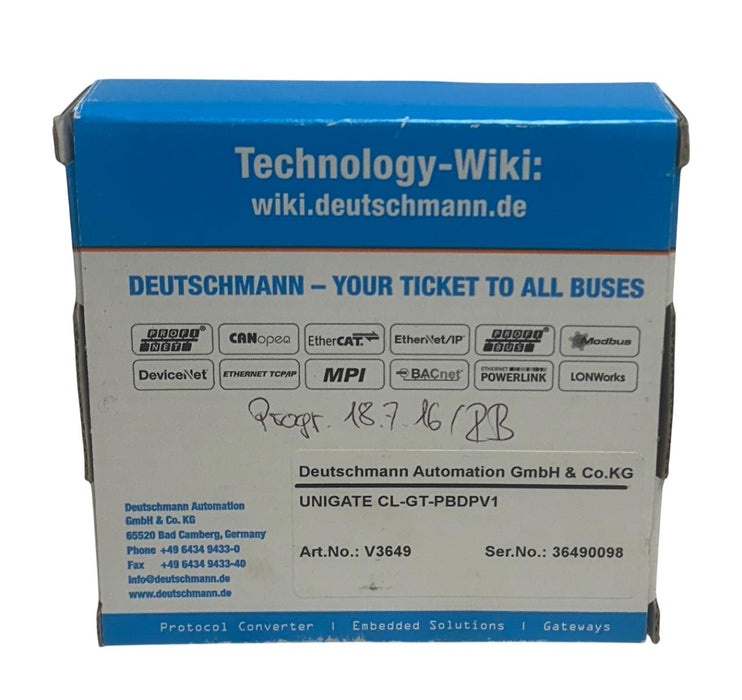 Technology-Wiki:
wiki.deutschmann.de
DEUTSCHMANN – YOUR TICKET TO ALL BUSES
PROFI NET CANopen EtherCAT EtherNet/IP PROFI BUS Modbus
DeviceNet ETHERNET TCP/IP MPI BACnet ETHERNET POWERLINK LONWorks
Progr. 18.7.16/RB
Deutschmann Automation GmbH & Co.KG
UNIGATE CL-GT-PBDPV1
Art.No.: V3649 Ser.No.: 36490098
Deutschmann Automation
GmbH & Co. KG
65520 Bad Camberg, Germany
Phone +49 6434 9433-0
Fax +49 6434 9433-40
info@deutschmann.de
www.deutschmann.de
Protocol Converter | Embedded Solutions | Gateways